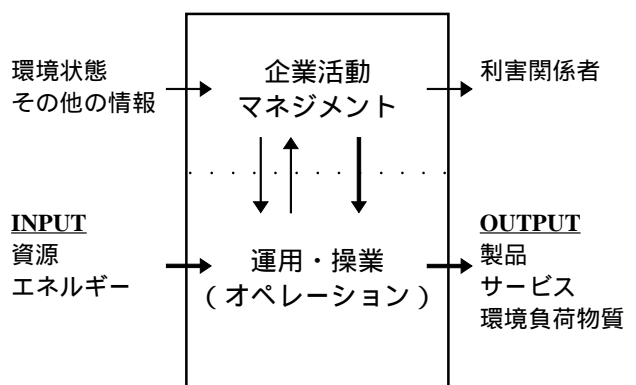 環境状態
その他の情報
企業活動
マネジメント
利害関係者
INPUT
資源
エネルギー
運用・操業
(オペレーション)
OUTPUT
製品
サービス
環境負荷物質